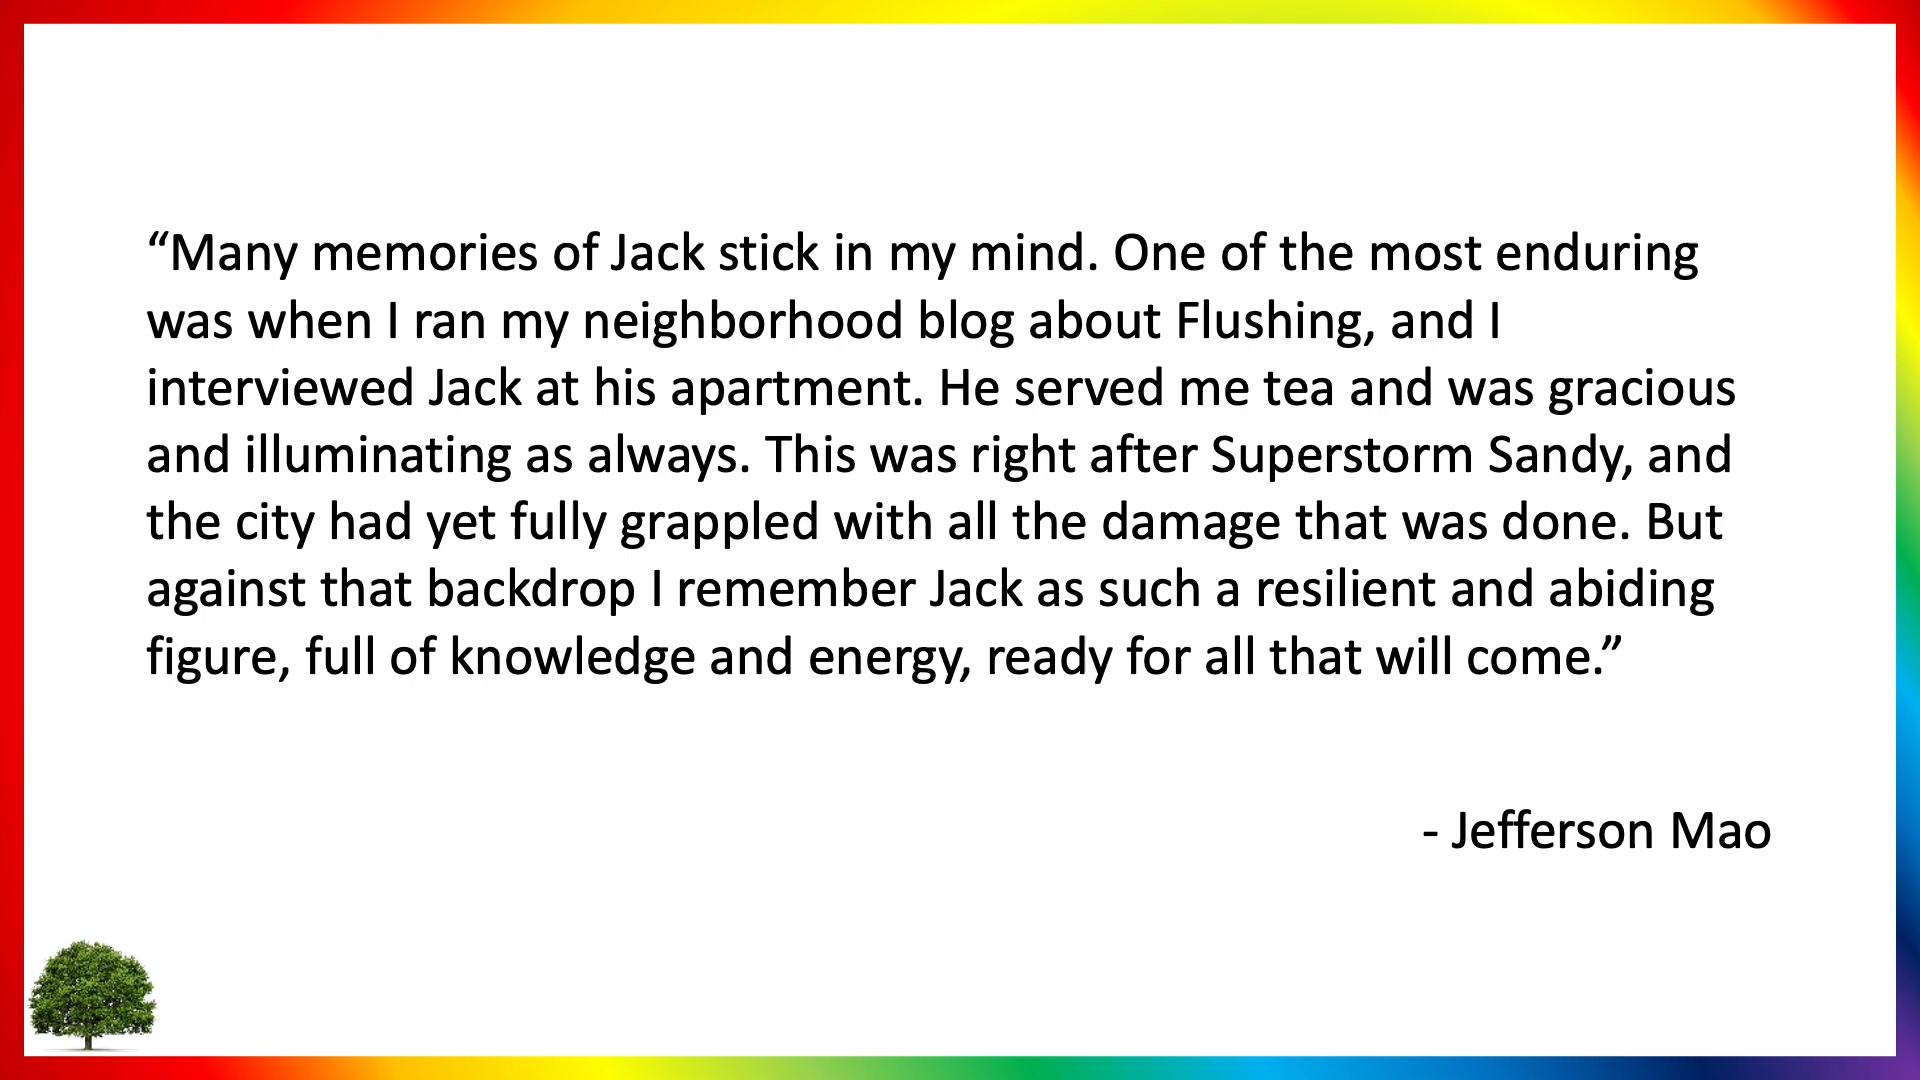 “Many memories of Jack stick in my mind. One of the most enduring
was when I ran my neighborhood blog about Flushing, and I
interviewed Jack at his apartment. He served me tea and was gracious
and illuminating as always. This was right after Superstorm Sandy, and
the city had yet fully grappled with all the damage that was done. But
against that backdrop I remember Jack as such a resilient and abiding
figure, full of knowledge and energy, ready for all that will come.”
- Jefferson Mao